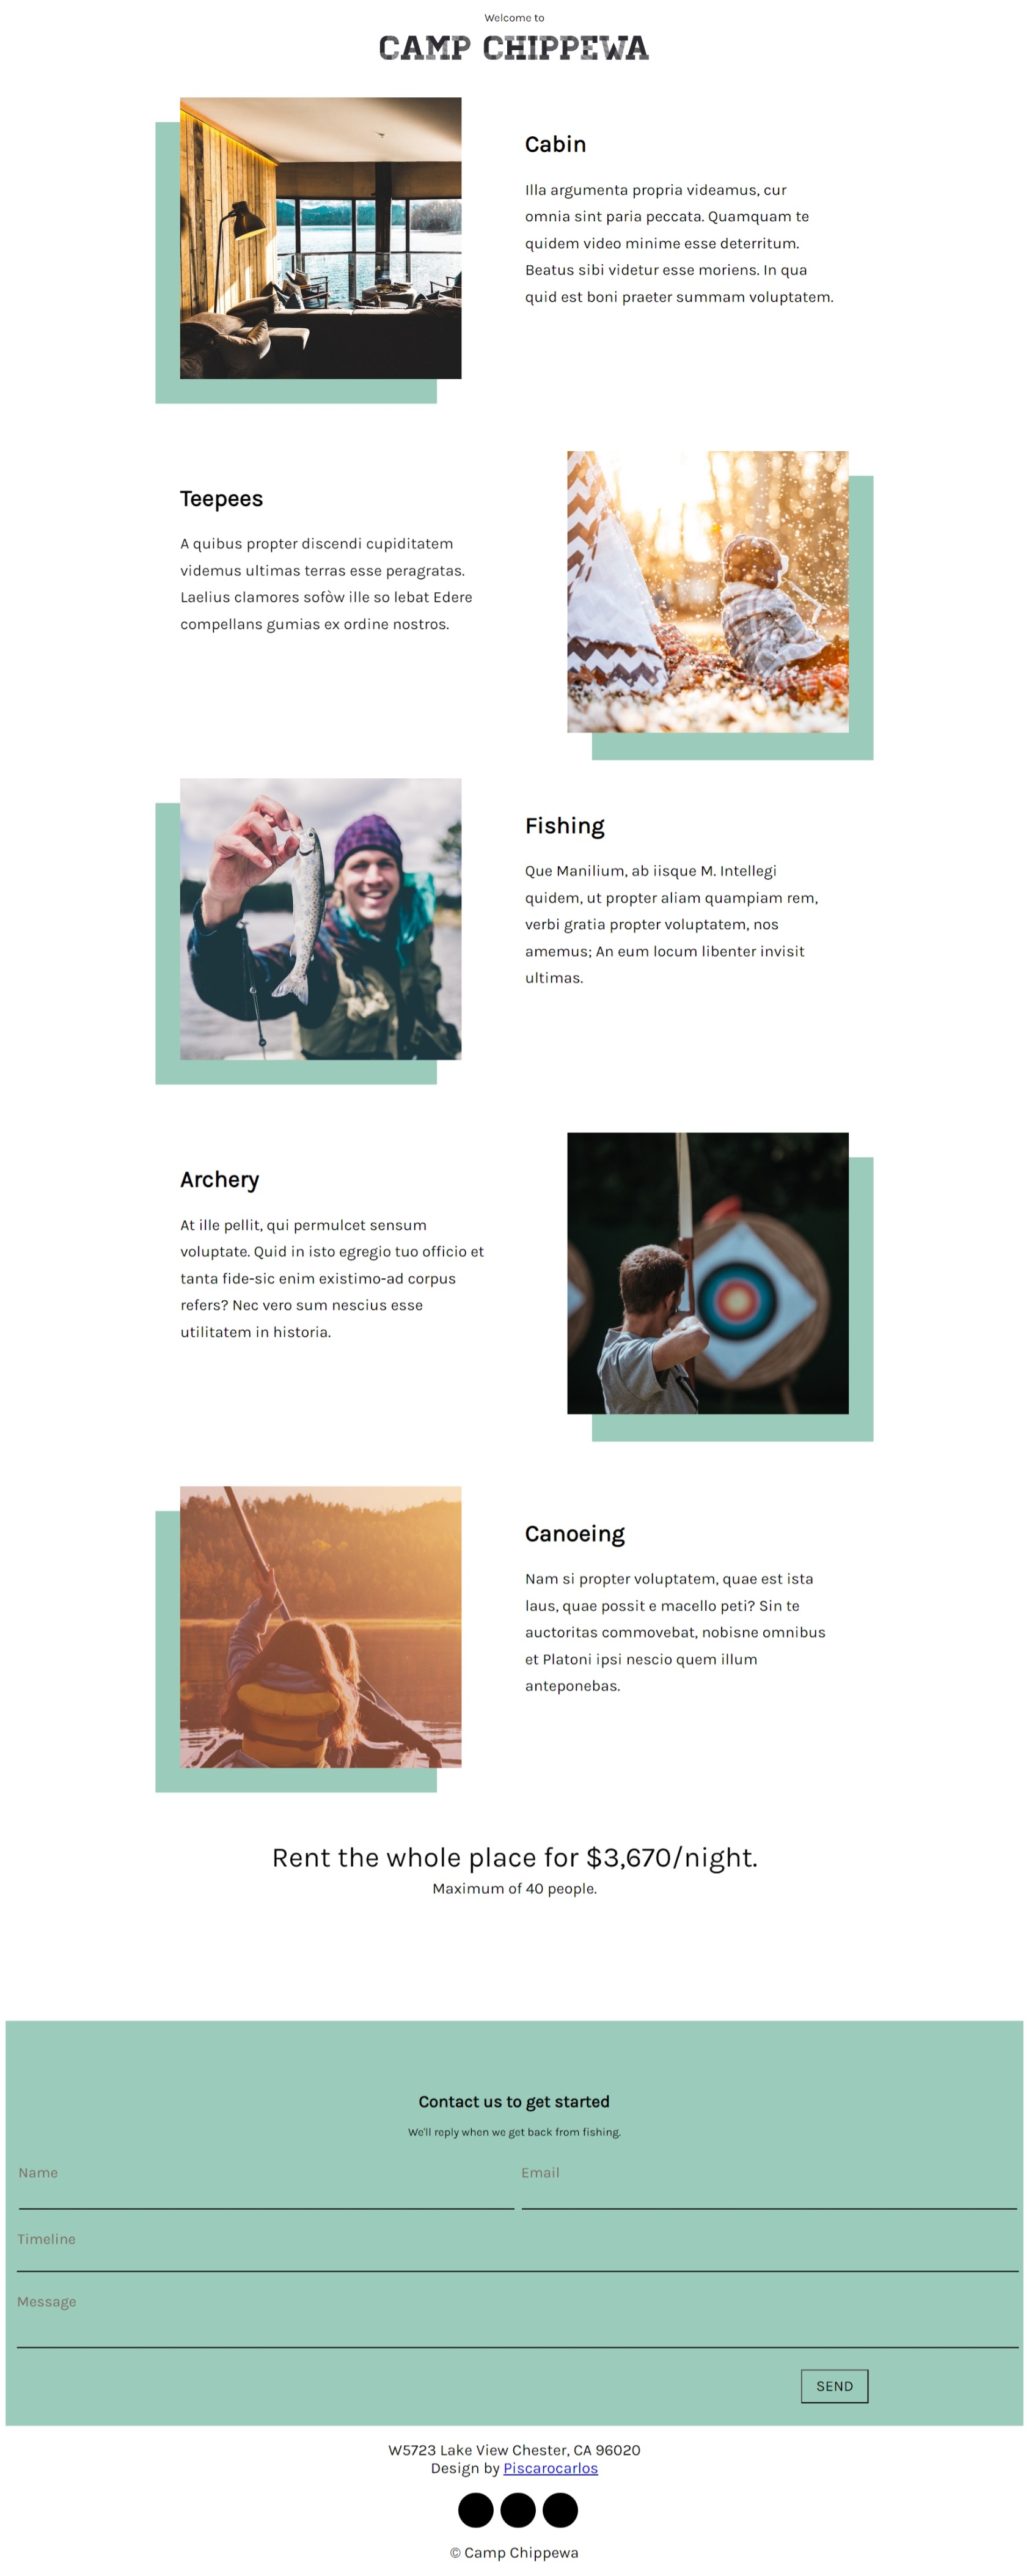 Welcome to
CAMP CHIPPEWA
Cabin
Illa argumenta propria videamus, cur
omnia sint paria peccata. Quamquam te
quidem video minime esse deterritum.
Beatus sibi videtur esse moriens. In qua
quid est boni praeter summam voluptatem.
Teepees
A quibus propter discendi cupiditatem
videmus ultimas terras esse peragratas.
Laelius clamores sofòw ille so lebat Edere
compellans gumias ex ordine nostros.
Fishing
Que Manilium, ab iisque M. Intellegi
quidem, ut propter aliam quampiam rem,
verbi gratia propter voluptatem, nos
amemus; An eum locum libenter invisit
ultimas.
Archery
At ille pellit, qui permulcet sensum
voluptate. Quid in isto egregio tuo officio et
tanta fide-sic enim existimo-ad corpus
refers? Nec vero sum nescius esse
utilitatem in historia.
Canoeing
Nam si propter voluptatem, quae est ista
laus, quae possit e macello peti? Sin te
auctoritas commovebat, nobisne omnibus
et Platoni ipsi nescio quem illum
anteponebas.
Rent the whole place for $3,670/night.
Maximum of 40 people.
Contact us to get started
We'll reply when we get back from fishing.
Name
Email
Timeline
Message
SEND
W5723 Lake View Chester, CA 96020
Design by Piscarocarlos
© Camp Chippewa